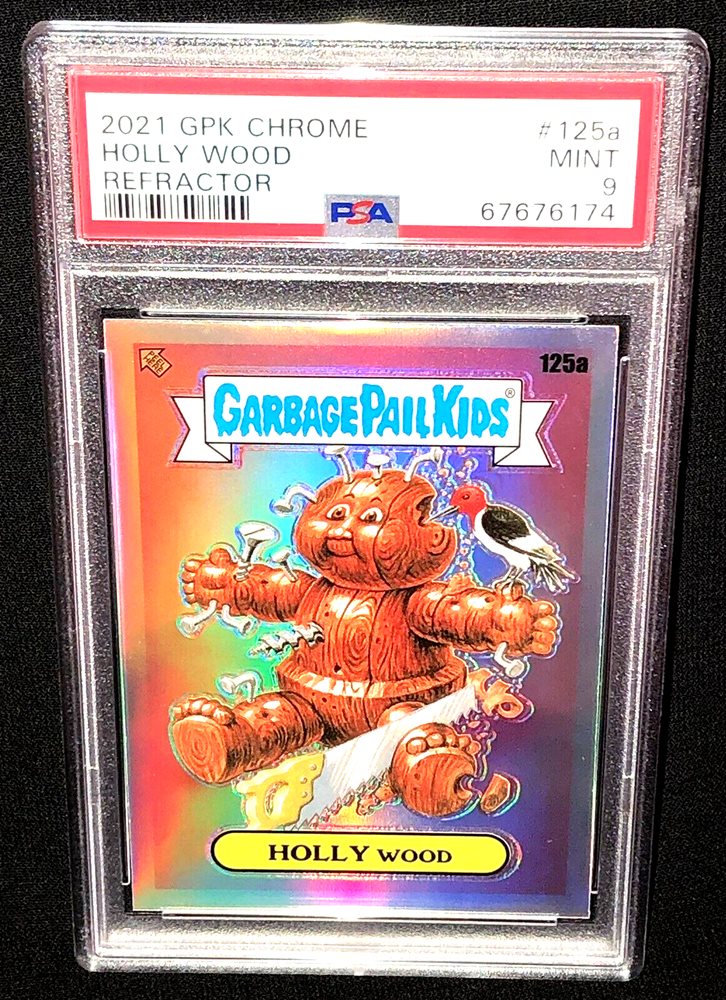 2021 GPK CHROME #125a
HOLLY WOOD MINT
REFRACTOR 9
PSA 67676174
125a
GARBAGE PAIL KIDS®
HOLLY WOOD